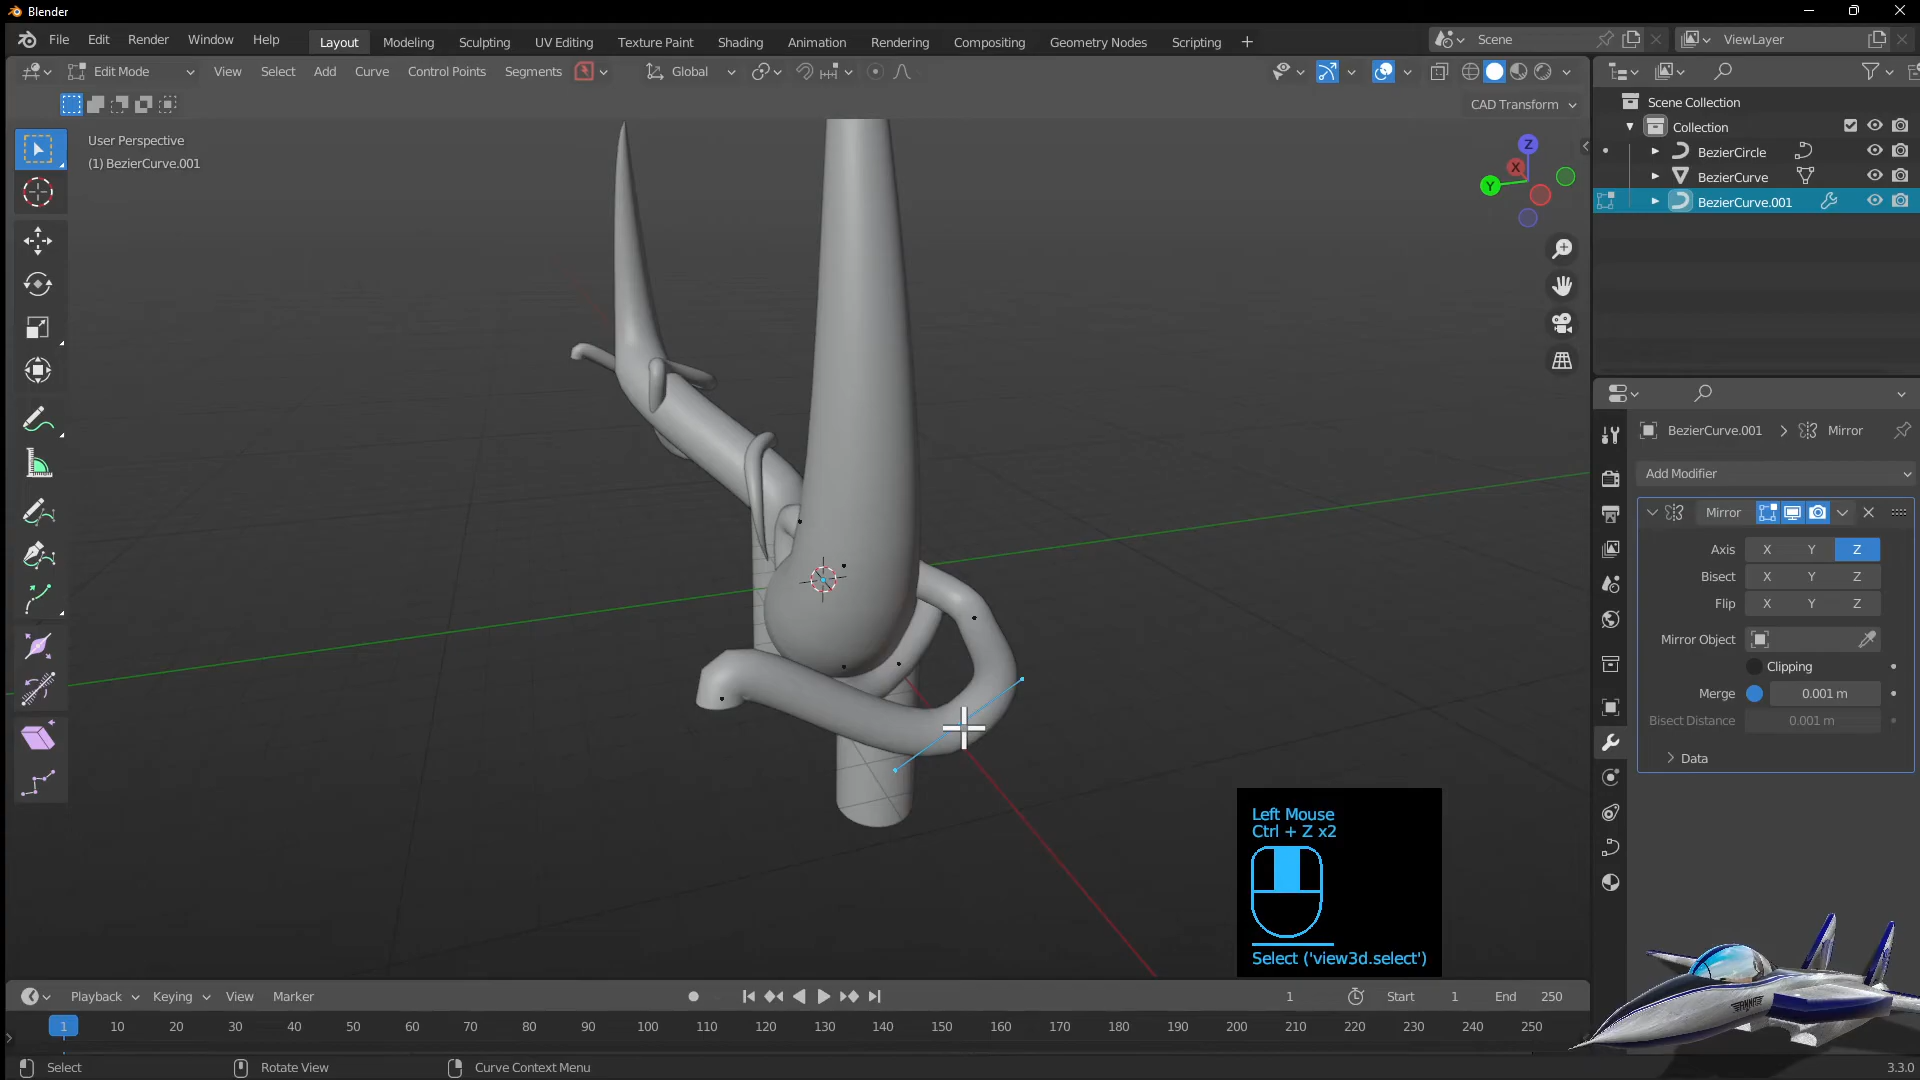 Blender
File Edit Render Window Help Layout Modeling Sculpting UV Editing Texture Paint Shading Animation Rendering Compositing Geometry Nodes Scripting + Scene ViewLayer
Edit Mode View Select Add Curve Control Points Segments Global
CAD Transform
User Perspective
(1) BezierCurve.001
Z
X
Y
Scene Collection
Collection
BezierCircle
BezierCurve
BezierCurve.001
BezierCurve.001 > Mirror
Add Modifier
Mirror
Axis X Y Z
Bisect X Y Z
Flip X Y Z
Mirror Object
Clipping
Merge 0.001 m
Bisect Distance 0.001 m
Data
Left Mouse
Ctrl + Z x2
Select ('view3d.select')
Playback Keying View Marker 1 Start 1 End 250
1 10 20 30 40 50 60 70 80 90 100 110 120 130 140 150 160 170 180 190 200 210 220 230 240 250
Select Rotate View Curve Context Menu 3.3.0